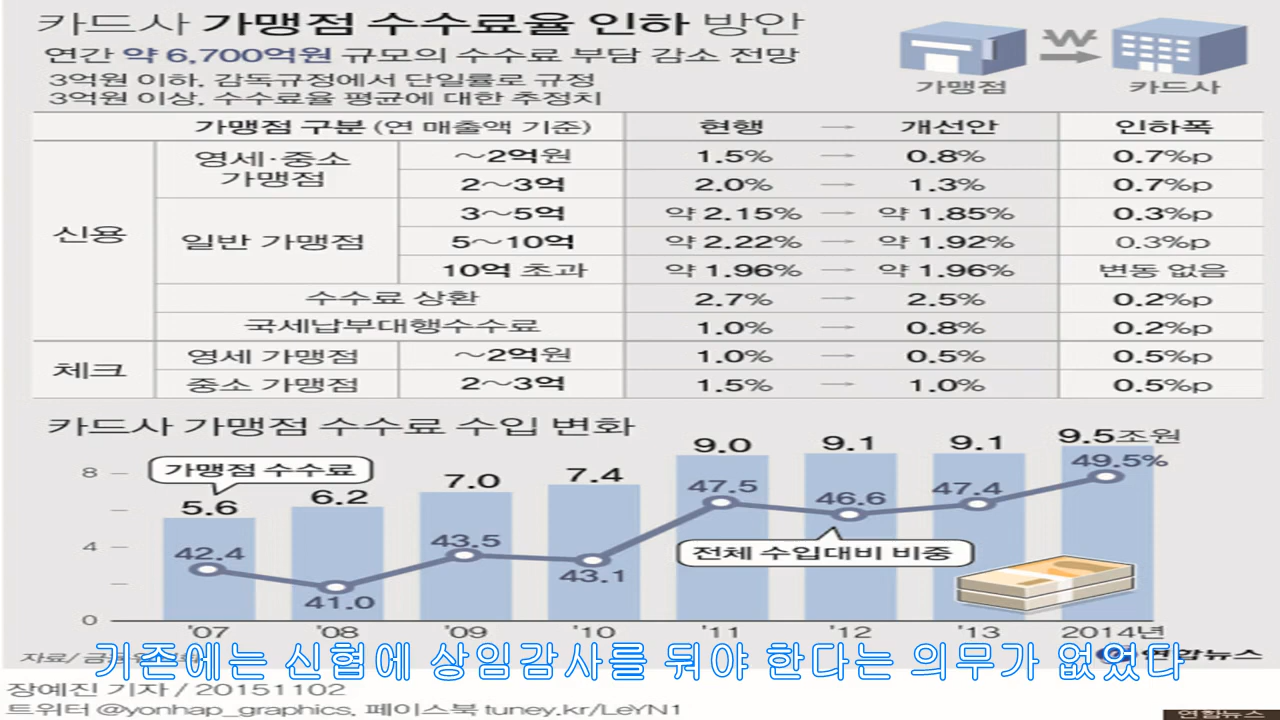 카드사 가맹점 수수료율 인하 방안
연간 약 6,700억원 규모의 수수료 부담 감소 전망
3억원 이하, 감독규정에서 단일률로 규정
3억원 이상, 수수료율 평균에 대한 추정치
₩
가맹점 카드사
가맹점 구분 (연 매출액 기준) 현행 → 개선안 인하폭
신용 영세·중소 가맹점 ~2억원 1.5% → 0.8% 0.7%p
2~3억 2.0% → 1.3% 0.7%p
일반 가맹점 3~5억 약 2.15% → 약 1.85% 0.3%p
5~10억 약 2.22% → 약 1.92% 0.3%p
10억 초과 약 1.96% → 약 1.96% 변동 없음
수수료 상환 2.7% → 2.5% 0.2%p
국세납부대행수수료 1.0% → 0.8% 0.2%p
체크 영세 가맹점 ~2억원 1.0% → 0.5% 0.5%p
중소 가맹점 2~3억 1.5% → 1.0% 0.5%p
카드사 가맹점 수수료 수입 변화
가맹점 수수료
5.6 6.2 7.0 7.4 9.0 9.1 9.1 9.5조원
42.4 41.0 43.5 43.1 47.5 46.6 47.4 49.5%
전체 수입대비 비중
8
4
0
'07 '08 '09 '10 '11 '12 '13 2014년
기존에는 신협에 상임감사를 둬야 한다는 의무가 없었다
자료/
연합뉴스
장예진 기자 / 20151102
트위터 @yonhap_graphics, 페이스북 tuney.kr/LeYN1
연합뉴스